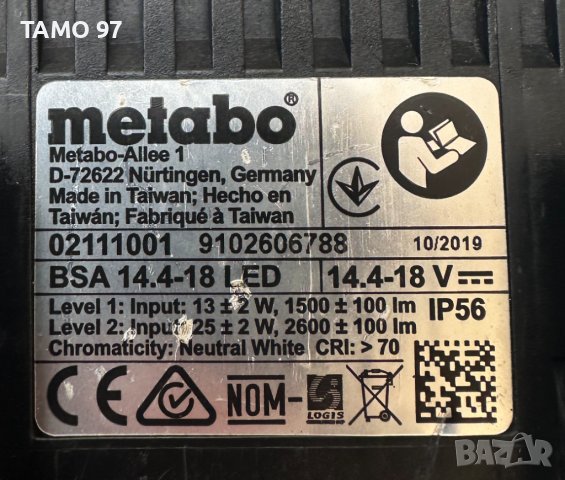 TAMO 97
metabo®
Metabo-Allee 1
D-72622 Nürtingen, Germany
Made in Taiwan; Hecho en
Taiwán; Fabriqué à Taiwan
02111001 9102606788 10/2019
BSA 14.4-18 LED 14.4-18 V
Level 1: Input: 13 ± 2 W, 1500 ± 100 lm IP56
Level 2: Input: 25 ± 2 W, 2600 ± 100 lm
Chromaticity: Neutral White CRI: > 70
CE NOM- LOGIS
BAZAR